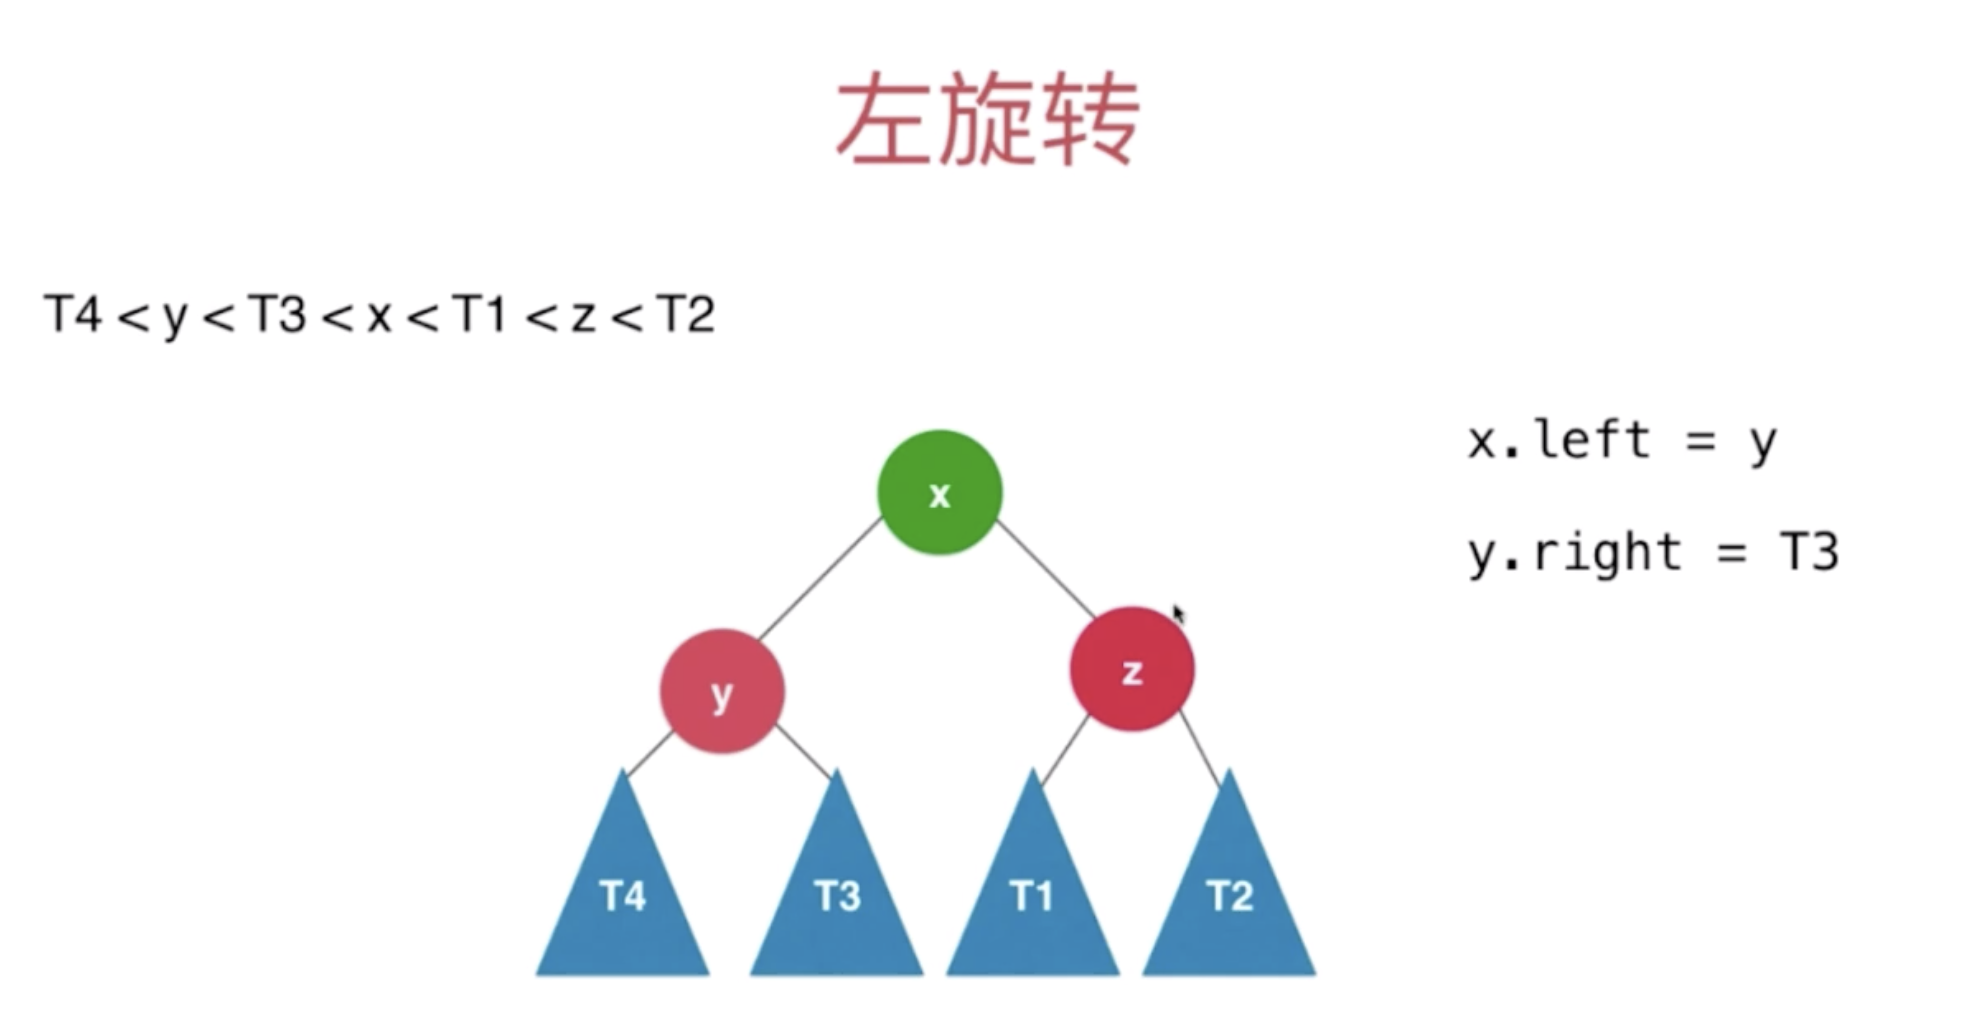 左旋转
T4 < y < T3 < x < T1 < z < T2
x.left = y
y.right = T3
x
y
z
T4
T3
T1
T2